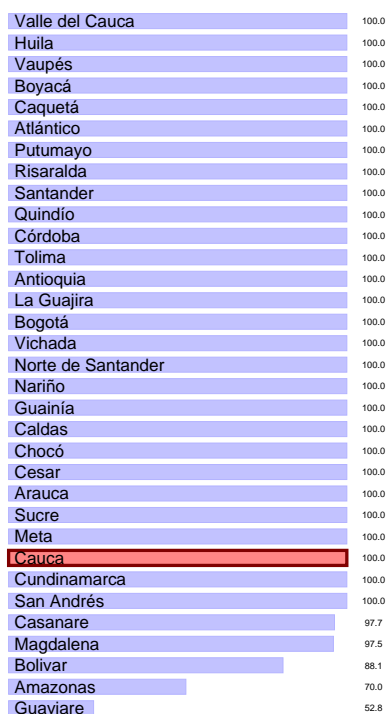 Valle del Cauca 100.0
Huila 100.0
Vaupés 100.0
Boyacá 100.0
Caquetá 100.0
Atlántico 100.0
Putumayo 100.0
Risaralda 100.0
Santander 100.0
Quindío 100.0
Córdoba 100.0
Tolima 100.0
Antioquia 100.0
La Guajira 100.0
Bogotá 100.0
Vichada 100.0
Norte de Santander 100.0
Nariño 100.0
Guainía 100.0
Caldas 100.0
Chocó 100.0
Cesar 100.0
Arauca 100.0
Sucre 100.0
Meta 100.0
Cauca 100.0
Cundinamarca 100.0
San Andrés 100.0
Casanare 97.7
Magdalena 97.5
Bolivar 88.1
Amazonas 70.0
Guaviare 52.8